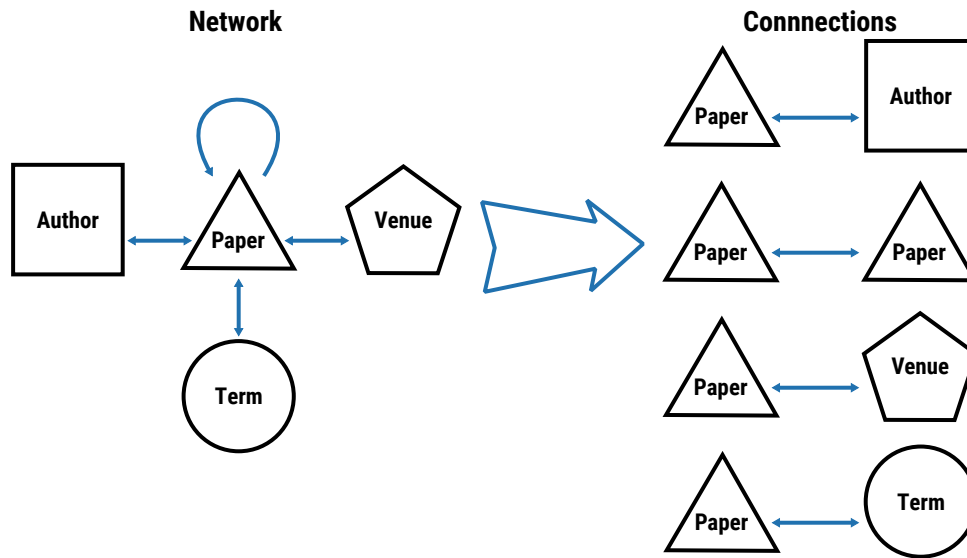 Network
Author
Paper
Venue
Term
Connnections
Paper
Author
Paper
Paper
Paper
Venue
Paper
Term